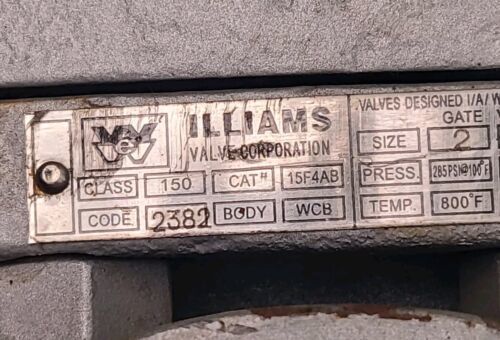 WILLIAMS
VALVE CORPORATION
CLASS 150 CAT# 15F4AB
CODE 2382 BODY WCB
VALVES DESIGNED I/A/W
GATE
SIZE 2
PRESS. 285PSI@100°F
TEMP. 800°F